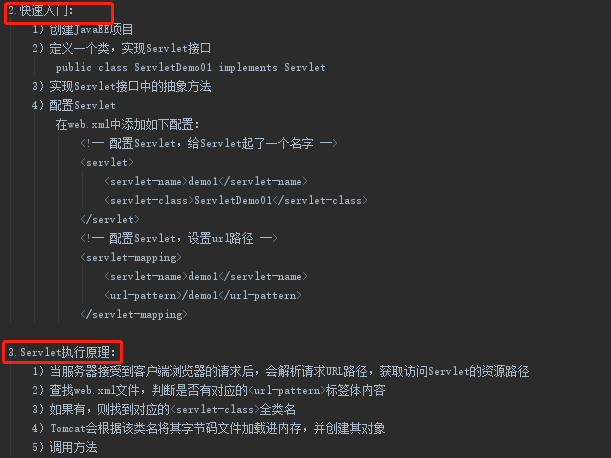 2.快速入门：
1）创建JavaEE项目
2）定义一个类，实现Servlet接口
public class ServletDemo01 implements Servlet
3）实现Servlet接口中的抽象方法
4）配置Servlet
在web.xml中添加如下配置：
<!-- 配置Servlet，给Servlet起了一个名字 -->
<servlet>
<servlet-name>demo1</servlet-name>
<servlet-class>ServletDemo01</servlet-class>
</servlet>
<!-- 配置Servlet，设置url路径 -->
<servlet-mapping>
<servlet-name>demo1</servlet-name>
<url-pattern>/demo1</url-pattern>
</servlet-mapping>
3.Servlet执行原理：
1）当服务器接受到客户端浏览器的请求后，会解析请求URL路径，获取访问Servlet的资源路径
2）查找web.xml文件，判断是否有对应的<url-pattern>标签体内容
3）如果有，则找到对应的<servlet-class>全类名
4）Tomcat会根据该类名将其字节码文件加载进内存，并创建其对象
5）调用方法